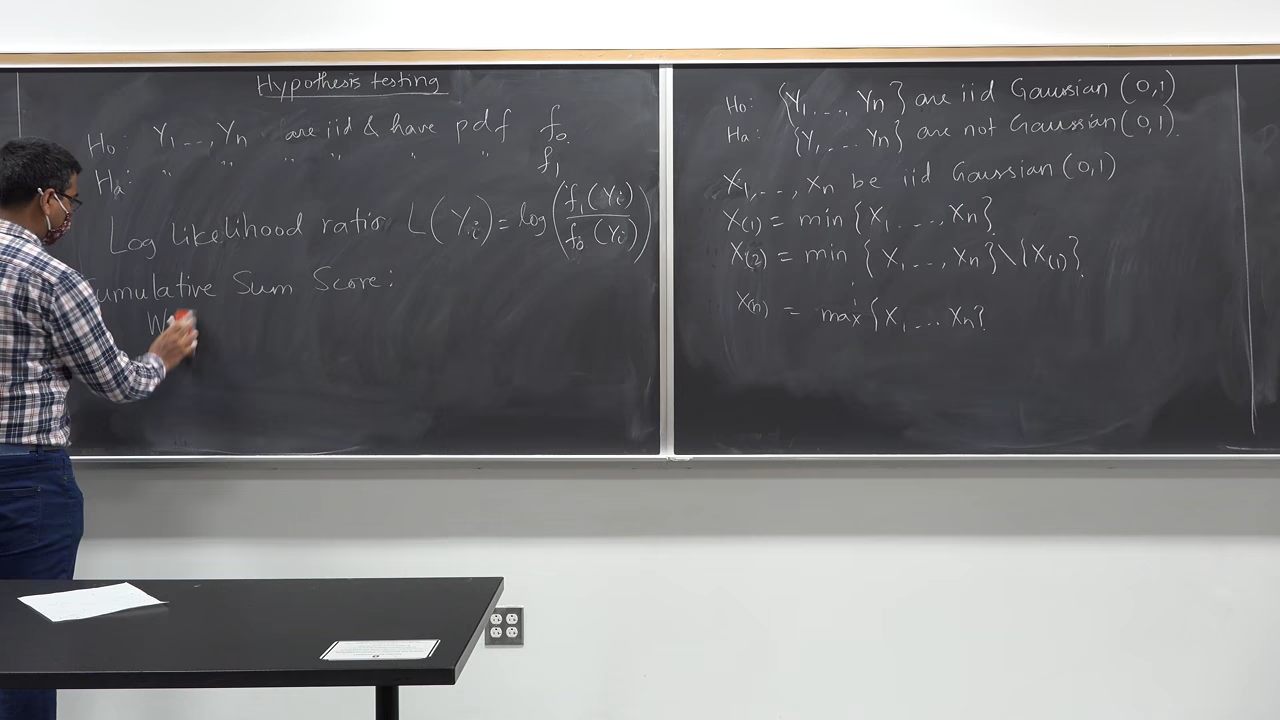 Hypothesis testing
H₀: Y₁ ..., Yₙ are iid & have pdf f₀
Hₐ: " " " " " f₁
Log likelihood ratio L(Yᵢ) = log(f₁(Yᵢ)/f₀(Yᵢ))
umulative Sum Score:
W
H₀: {Y₁, ..., Yₙ} are iid Gaussian (0,1)
Hₐ: {Y₁, ... Yₙ} are not Gaussian (0,1).
X₁, ..., Xₙ be iid Gaussian (0,1)
X₍₁₎ = min {X₁ ..., Xₙ}
X₍₂₎ = min {X₁ ..., Xₙ}\{X₍₁₎}
X₍ₙ₎ = max {X₁ ... Xₙ}